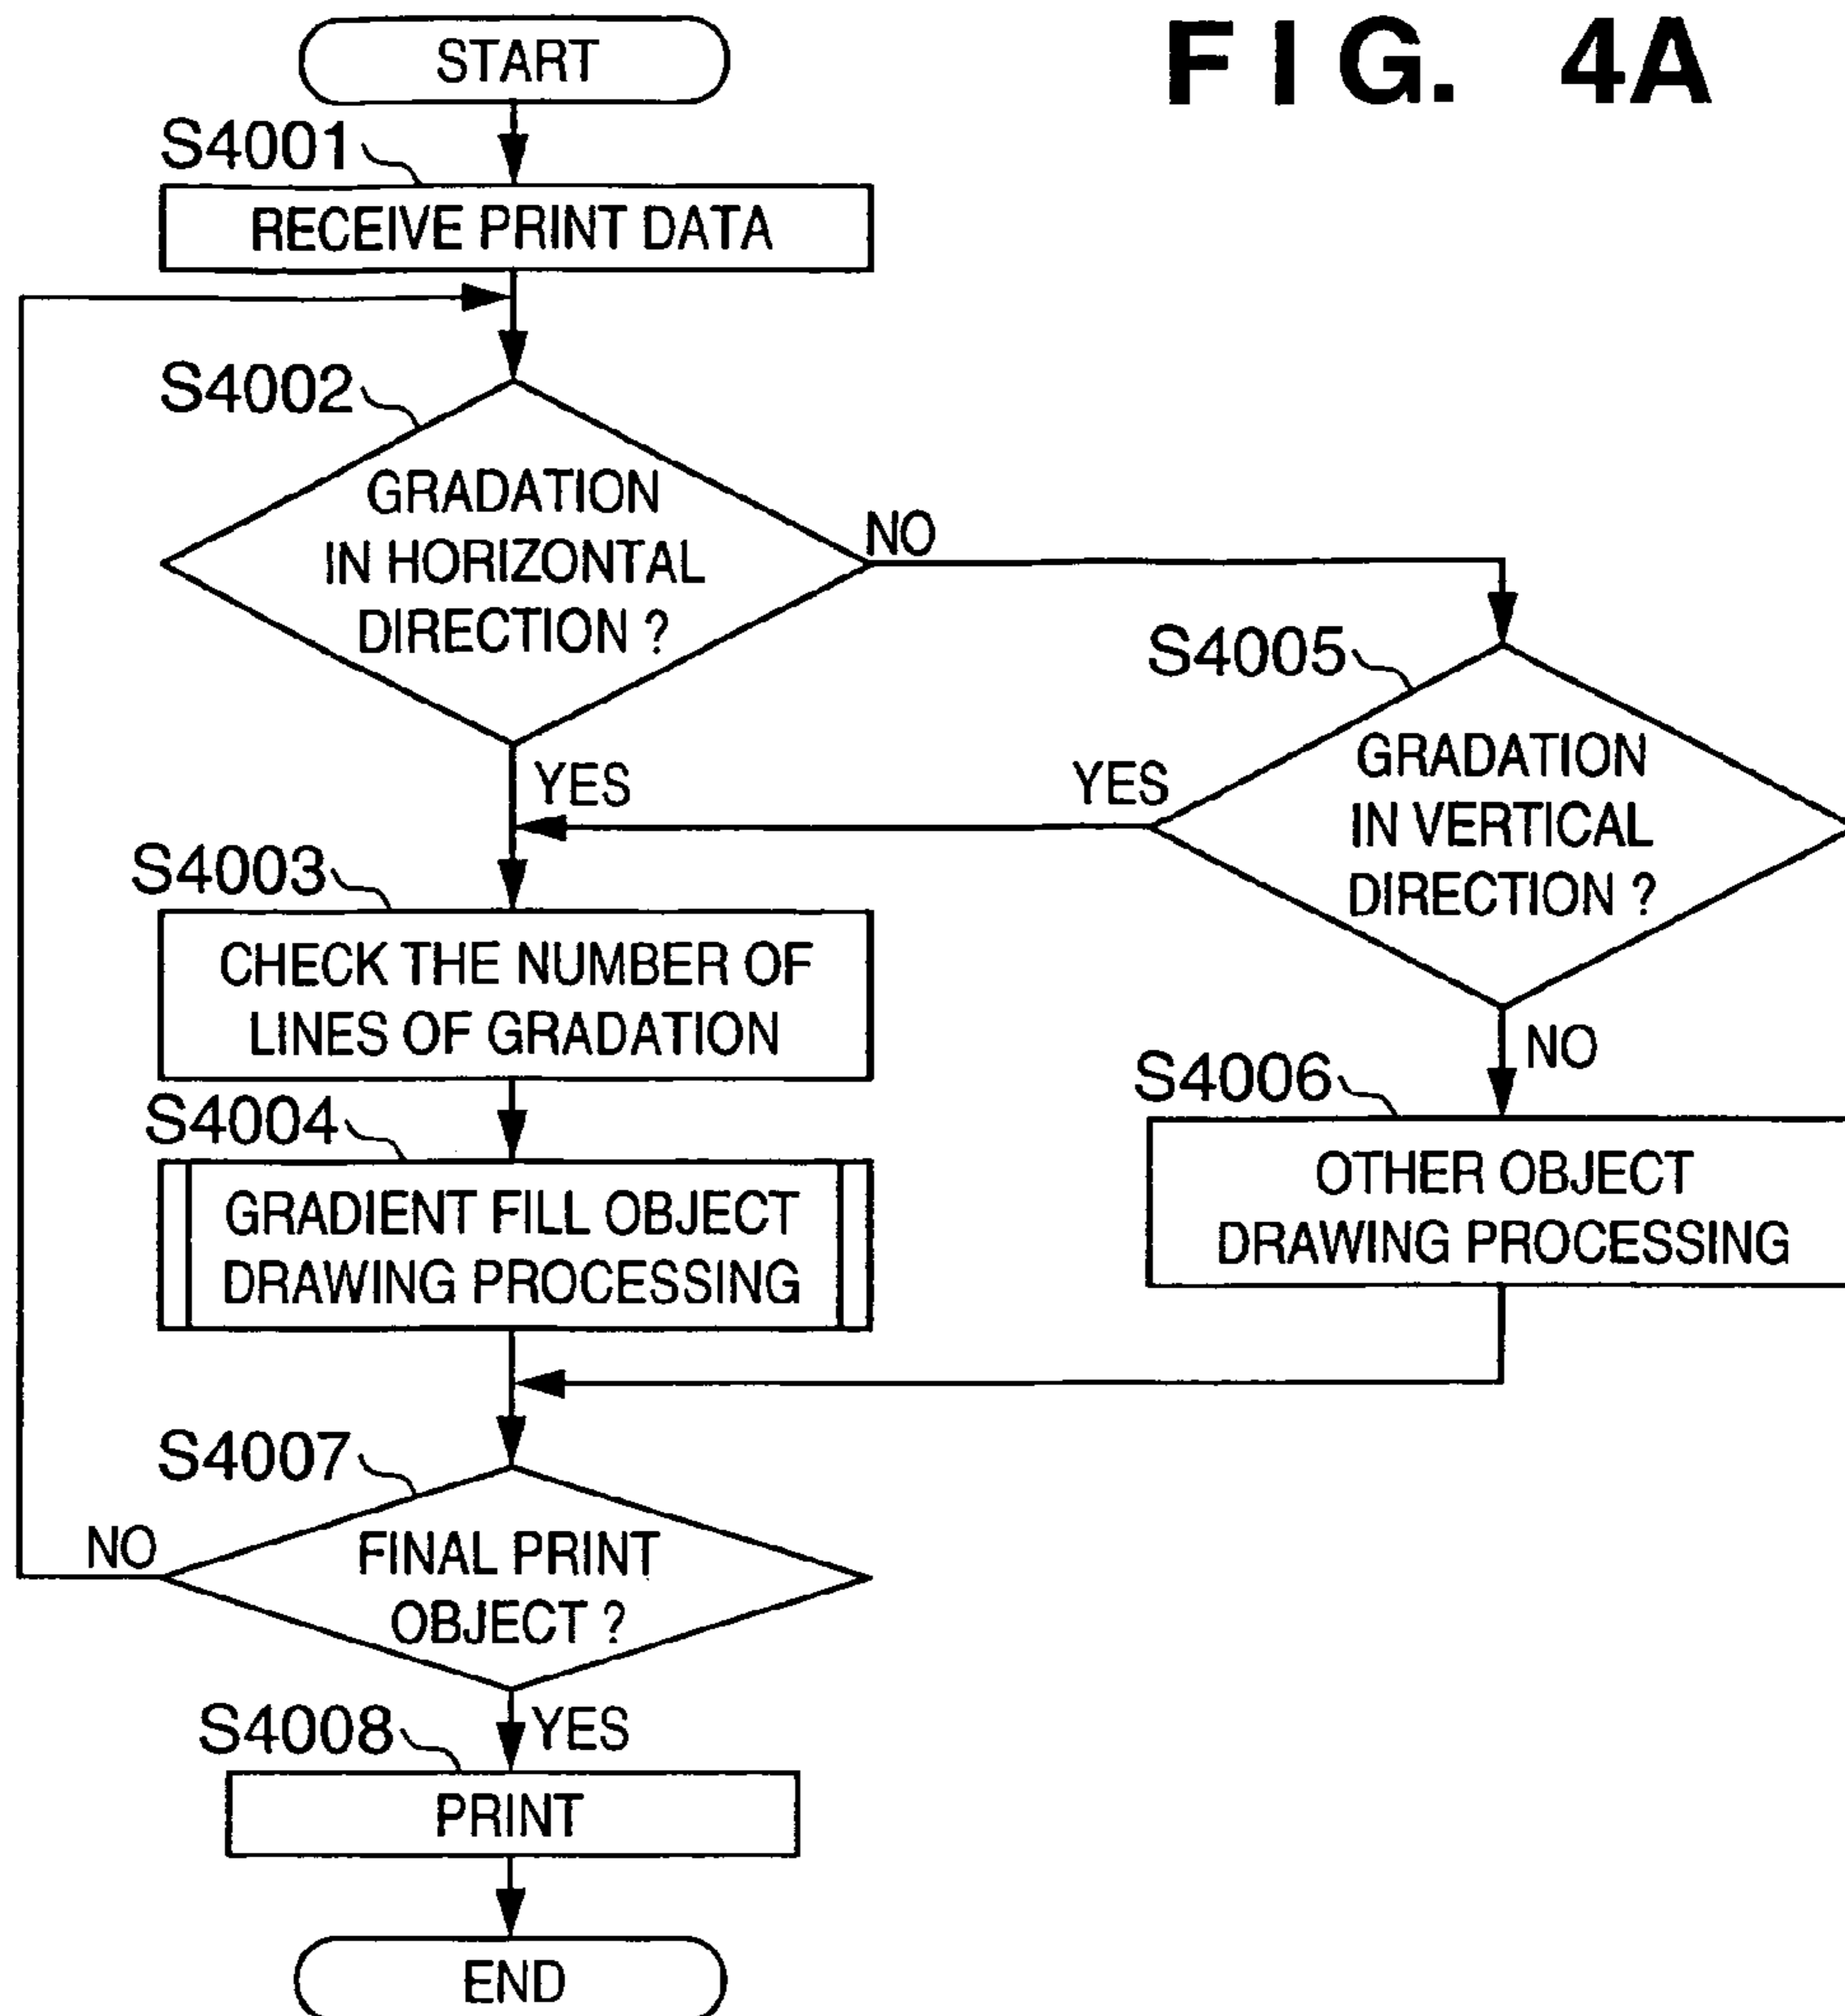 FIG. 4A
START
S4001
RECEIVE PRINT DATA
S4002
GRADATION
IN HORIZONTAL
DIRECTION ?
NO
YES
S4005
GRADATION
IN VERTICAL
DIRECTION ?
YES
NO
S4003
CHECK THE NUMBER OF
LINES OF GRADATION
S4004
GRADIENT FILL OBJECT
DRAWING PROCESSING
S4006
OTHER OBJECT
DRAWING PROCESSING
S4007
FINAL PRINT
OBJECT ?
NO
YES
S4008
PRINT
END